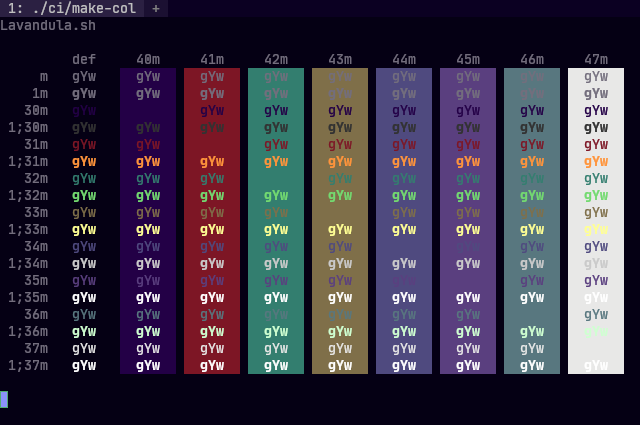 1: ./ci/make-col +
Lavandula.sh
def 40m 41m 42m 43m 44m 45m 46m 47m
m gYw gYw gYw gYw gYw gYw gYw gYw gYw
1m gYw gYw gYw gYw gYw gYw gYw gYw gYw
30m gYw gYw gYw gYw gYw gYw gYw gYw
1;30m gYw gYw gYw gYw gYw gYw gYw gYw gYw
31m gYw gYw gYw gYw gYw gYw gYw gYw
1;31m gYw gYw gYw gYw gYw gYw gYw gYw gYw
32m gYw gYw gYw gYw gYw gYw gYw gYw
1;32m gYw gYw gYw gYw gYw gYw gYw gYw gYw
33m gYw gYw gYw gYw gYw gYw gYw gYw
1;33m gYw gYw gYw gYw gYw gYw gYw gYw gYw
34m gYw gYw gYw gYw gYw gYw gYw gYw
1;34m gYw gYw gYw gYw gYw gYw gYw gYw gYw
35m gYw gYw gYw gYw gYw gYw gYw gYw
1;35m gYw gYw gYw gYw gYw gYw gYw gYw gYw
36m gYw gYw gYw gYw gYw gYw gYw gYw
1;36m gYw gYw gYw gYw gYw gYw gYw gYw gYw
37m gYw gYw gYw gYw gYw gYw gYw gYw
1;37m gYw gYw gYw gYw gYw gYw gYw gYw gYw